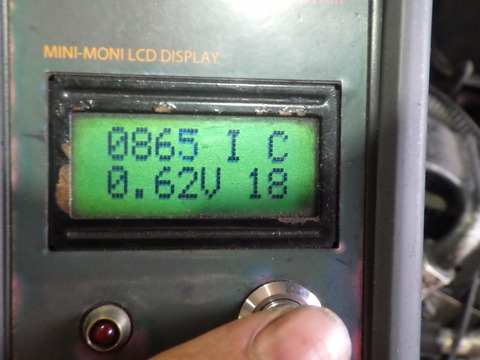 MINI-MONI LCD DISPLAY
0865 I C
0.62V 18